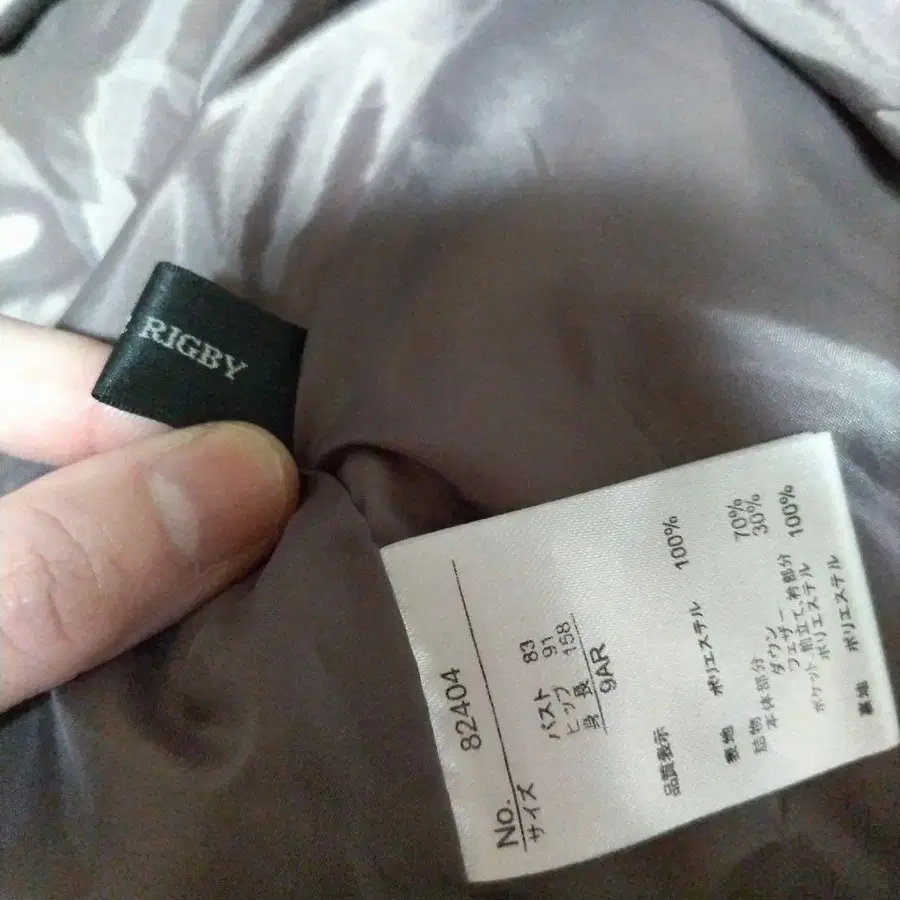 RIGBY
No. 82404
サイズ
バスト 83
ヒップ 91
身長 158
9AR
品質表示
表地 ポリエステル 100%
詰物
本体部分
ダウン 70%
フェザー 30%
ポケット、前立て、衿部分
ポリエステル 100%
裏地 ポリエステル